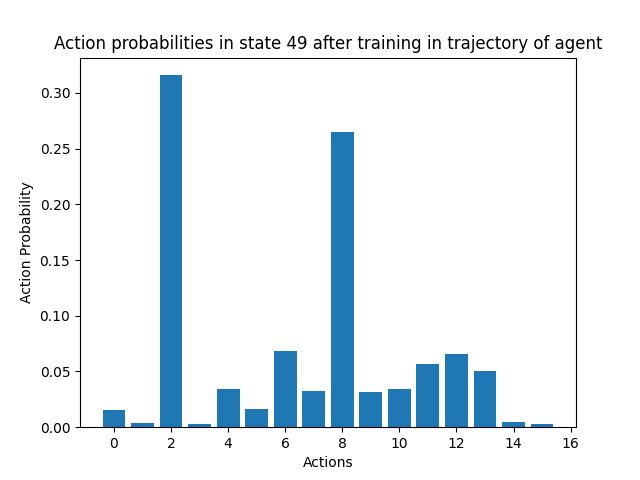 Action probabilities in state 49 after training in trajectory of agent
0.30
0.25
0.20
0.15
0.10
0.05
0.00
Action Probability
0 2 4 6 8 10 12 14 16
Actions